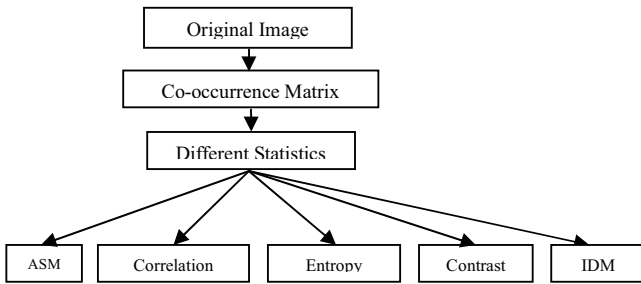 Original Image
Co-occurrence Matrix
Different Statistics
ASM
Correlation
Entropy
Contrast
IDM